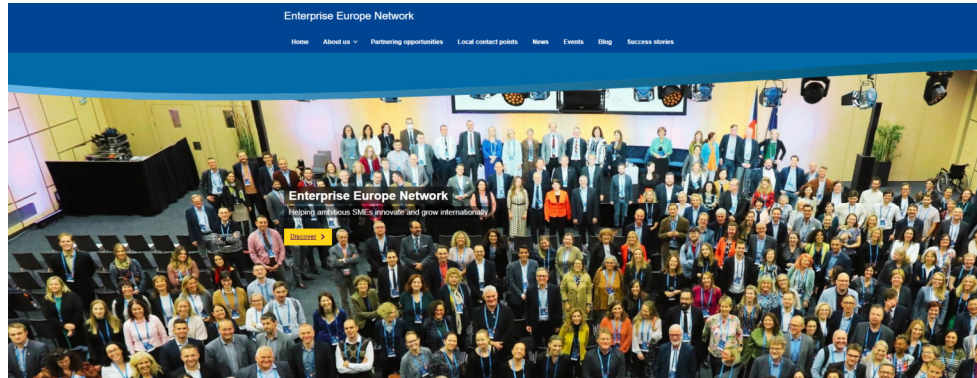 Enterprise Europe Network
Home About us Partnering opportunities Local contact points News Events Blog Success stories
Enterprise Europe Network
Helping ambitious SMEs innovate and grow internationally
Discover